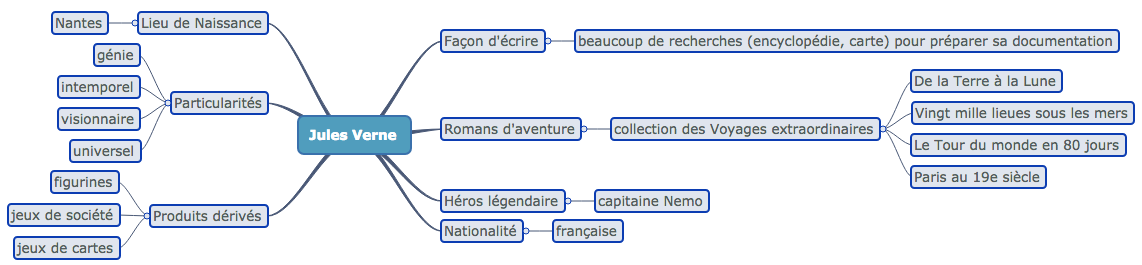 Jules Verne
Lieu de Naissance
Nantes
Particularités
génie
intemporel
visionnaire
universel
Produits dérivés
figurines
jeux de société
jeux de cartes
Façon d'écrire
beaucoup de recherches (encyclopédie, carte) pour préparer sa documentation
Romans d'aventure
collection des Voyages extraordinaires
De la Terre à la Lune
Vingt mille lieues sous les mers
Le Tour du monde en 80 jours
Paris au 19e siècle
Héros légendaire
capitaine Nemo
Nationalité
française